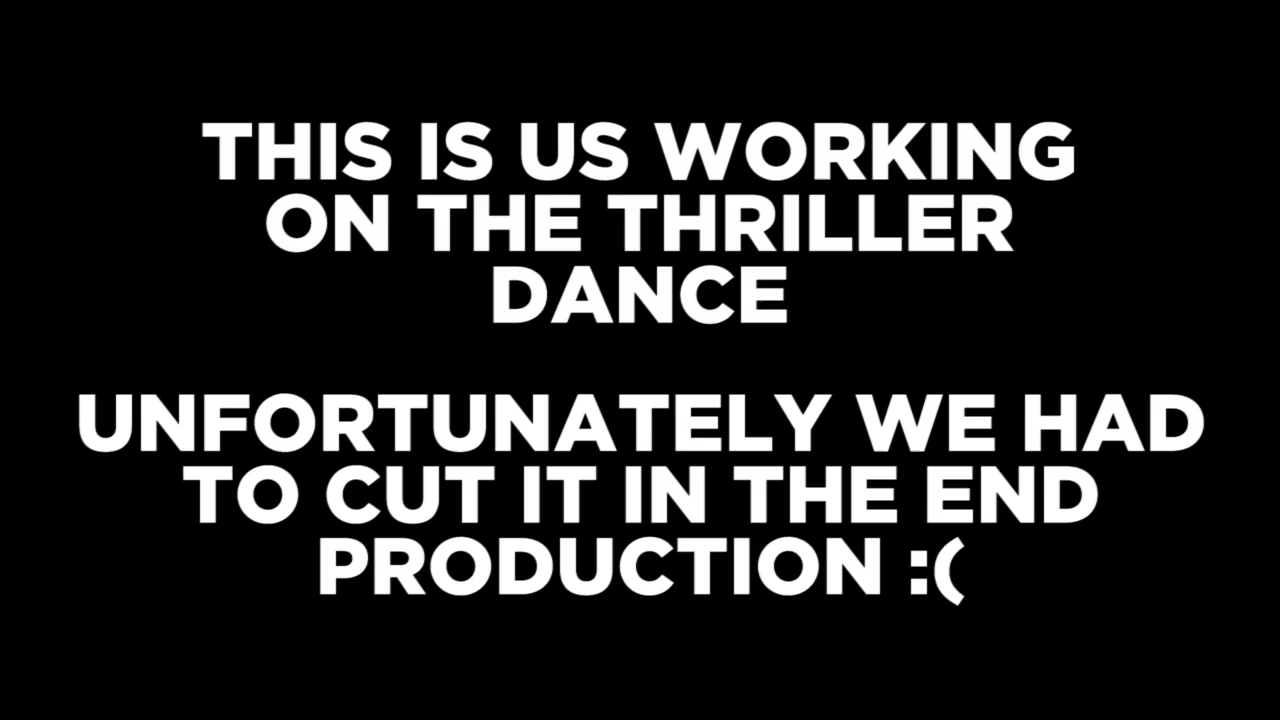 THIS IS US WORKING
ON THE THRILLER
DANCE
UNFORTUNATELY WE HAD
TO CUT IT IN THE END
PRODUCTION :(